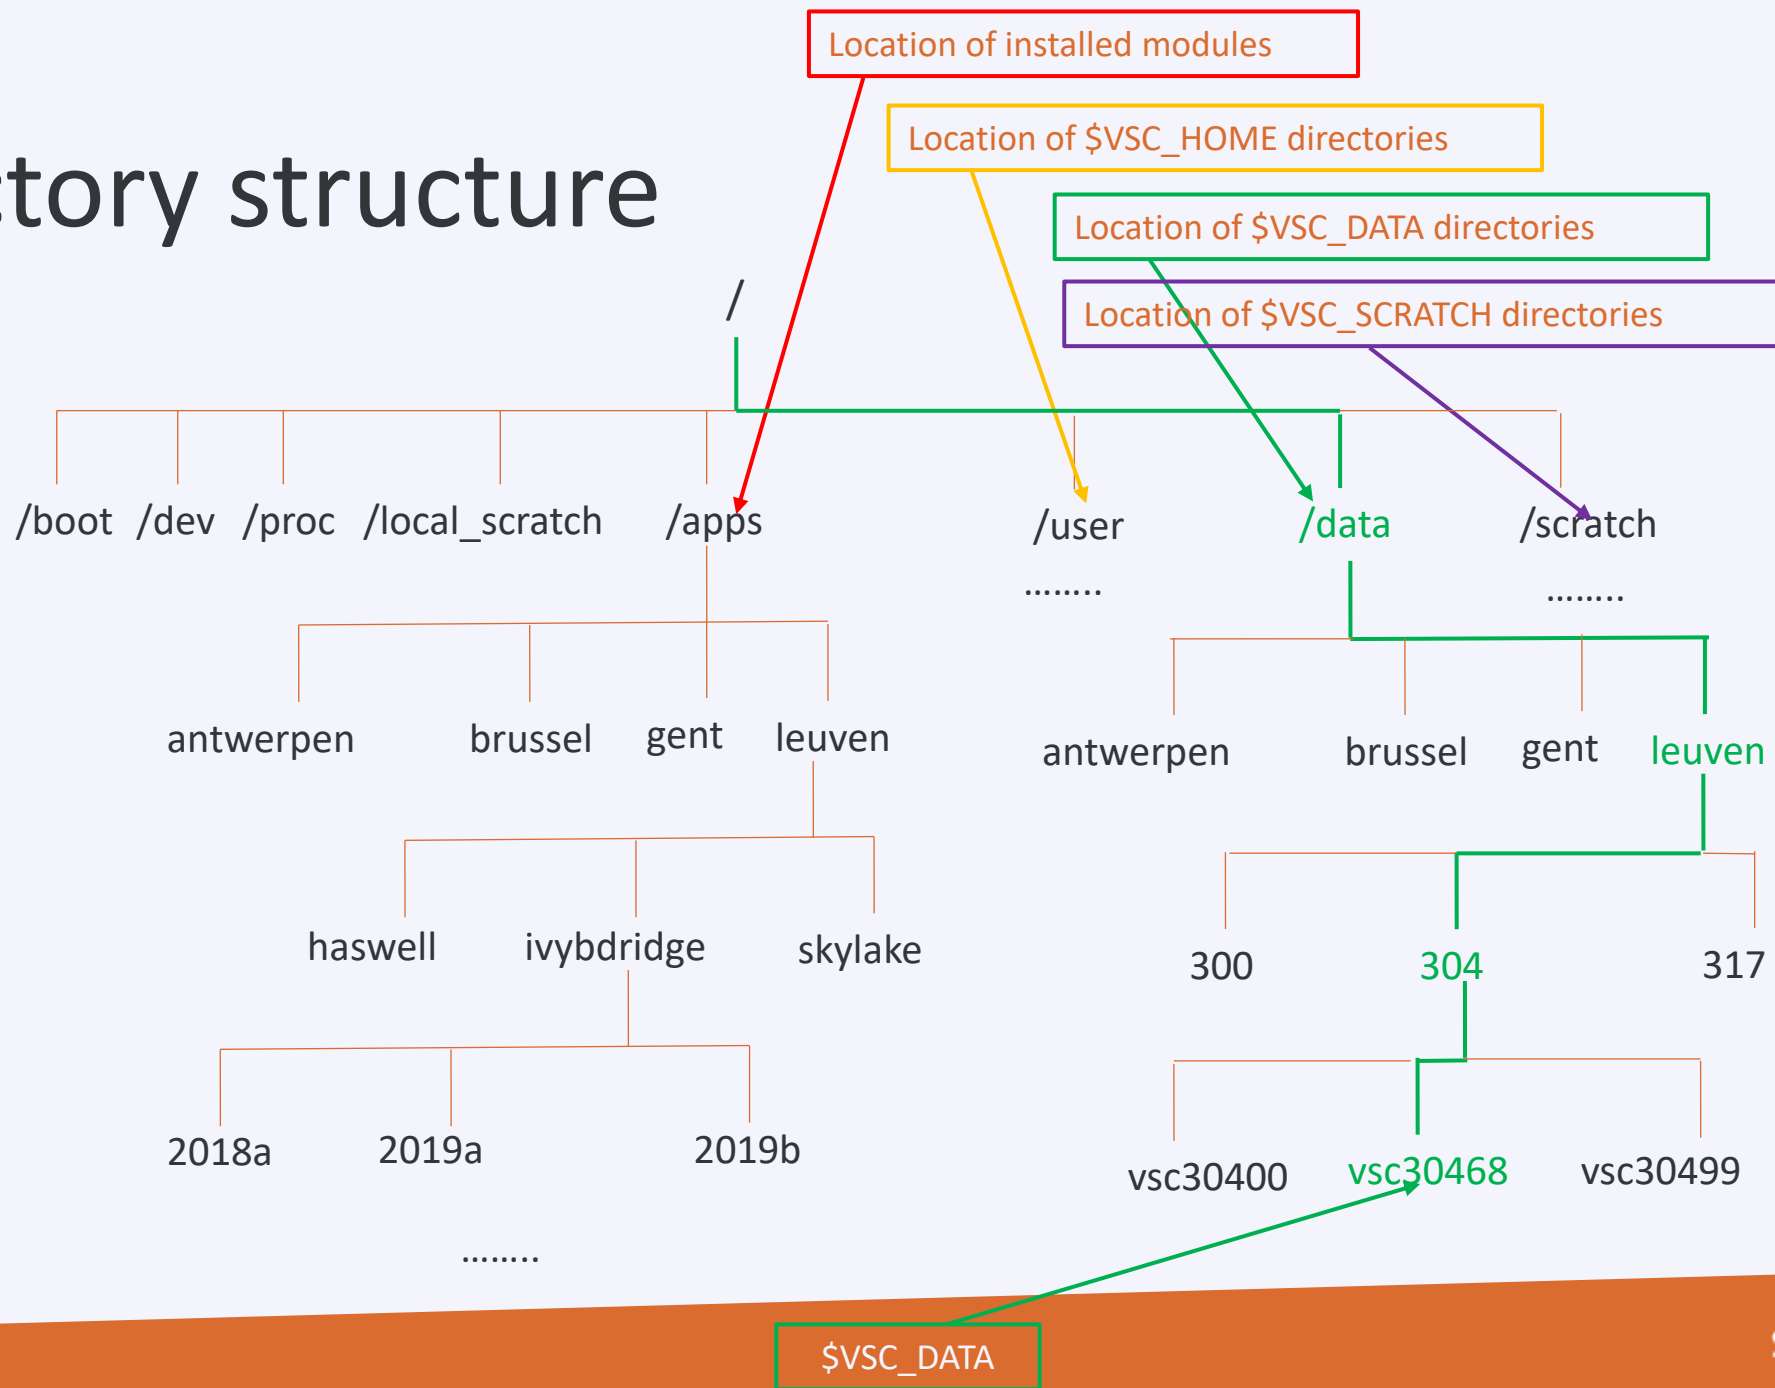 Location of installed modules
Location of $VSC_HOME directories
ctory structure
Location of $VSC_DATA directories
/
Location of $VSC_SCRATCH directories
/boot /dev /proc /local_scratch /apps /user /data /scratch
........ ........
antwerpen brussel gent leuven antwerpen brussel gent leuven
haswell ivybdridge skylake 300 304 317
2018a 2019a 2019b vsc30400 vsc30468 vsc30499
........
$VSC_DATA